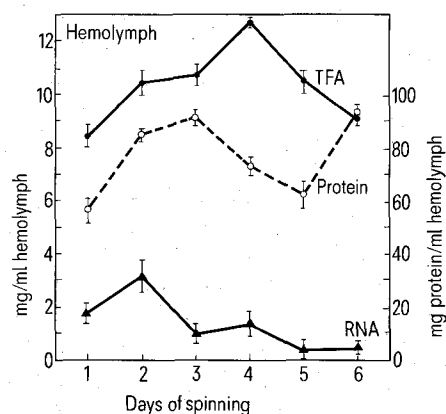 Hemolymph
12
10
8
6
4
2
0
mg/ml hemolymph
TFA
Protein
RNA
100
80
60
40
20
0
mg protein/ml hemolymph
1 2 3 4 5 6
Days of spinning